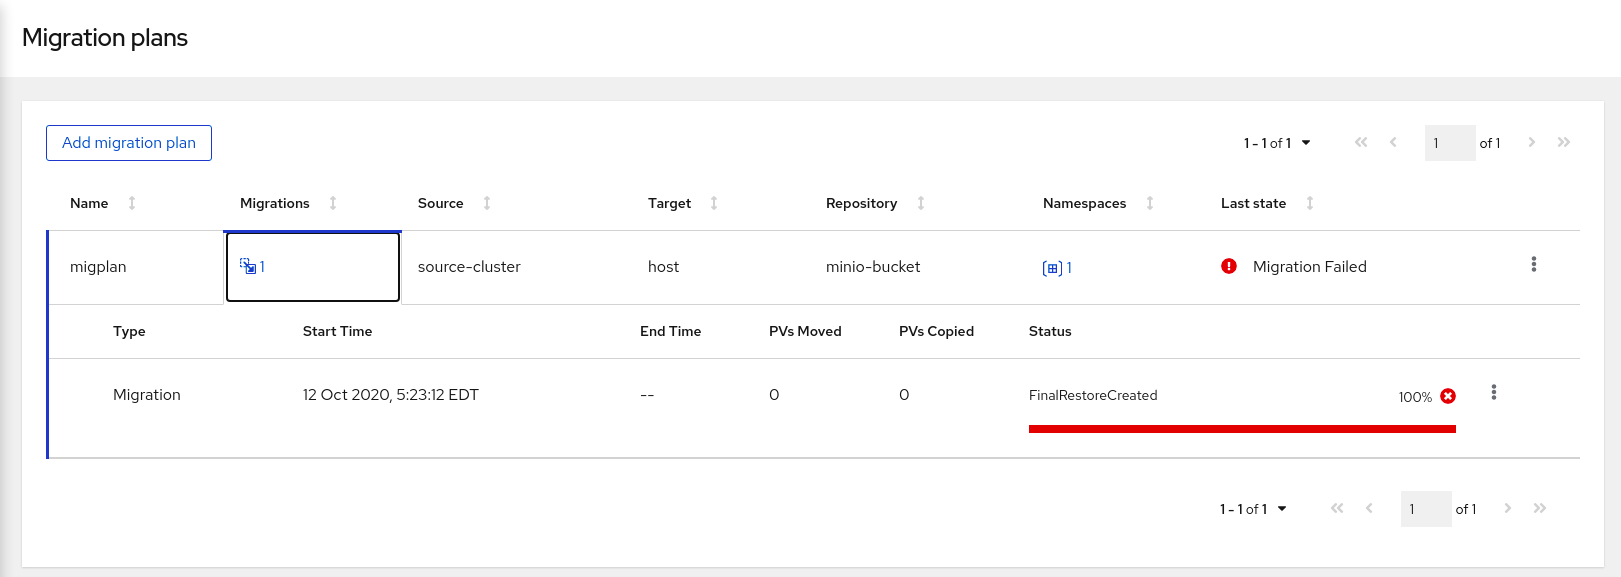 Migration plans
Add migration plan
1 - 1 of 1
1 of 1
Name Migrations Source Target Repository Namespaces Last state
migplan 1 source-cluster host minio-bucket 1 Migration Failed
Type Start Time End Time PVs Moved PVs Copied Status
Migration 12 Oct 2020, 5:23:12 EDT -- 0 0 FinalRestoreCreated 100%
1 - 1 of 1
1 of 1